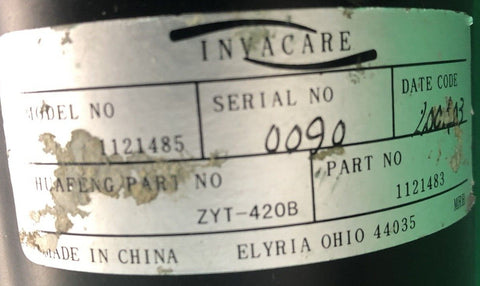 INVACARE
MODEL NO
1121485
SERIAL NO
0090
DATE CODE
HUAFENG PART NO
ZYT-420B
PART NO
1121483
MADE IN CHINA ELYRIA OHIO 44035